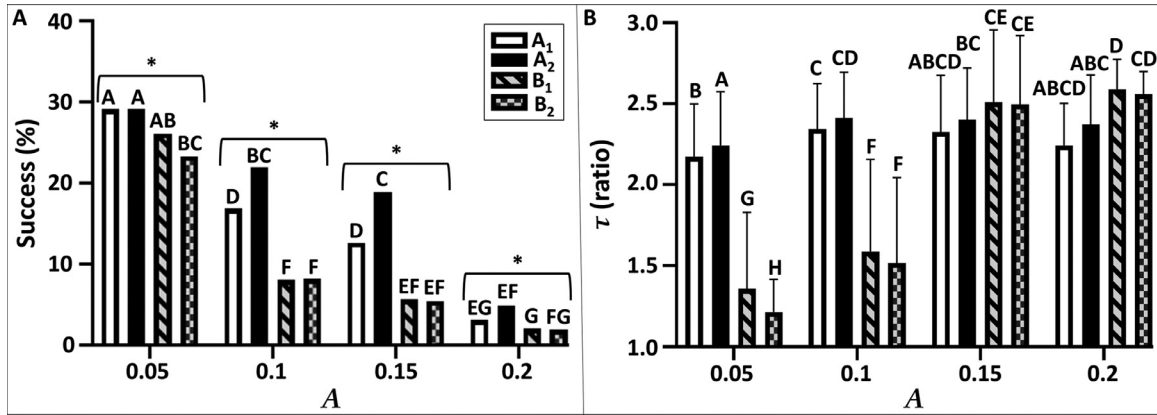 A
40
30
20
10
0
Success (%)
*
A A AB BC
*
D BC F F
*
D C EF EF
*
EG EF G FG
A₁
A₂
B₁
B₂
0.05 0.1 0.15 0.2
A
B
3.0
2.5
2.0
1.5
1.0
τ (ratio)
B A G H
C CD F F
ABCD BC CE CE
ABCD ABC D CD
0.05 0.1 0.15 0.2
A